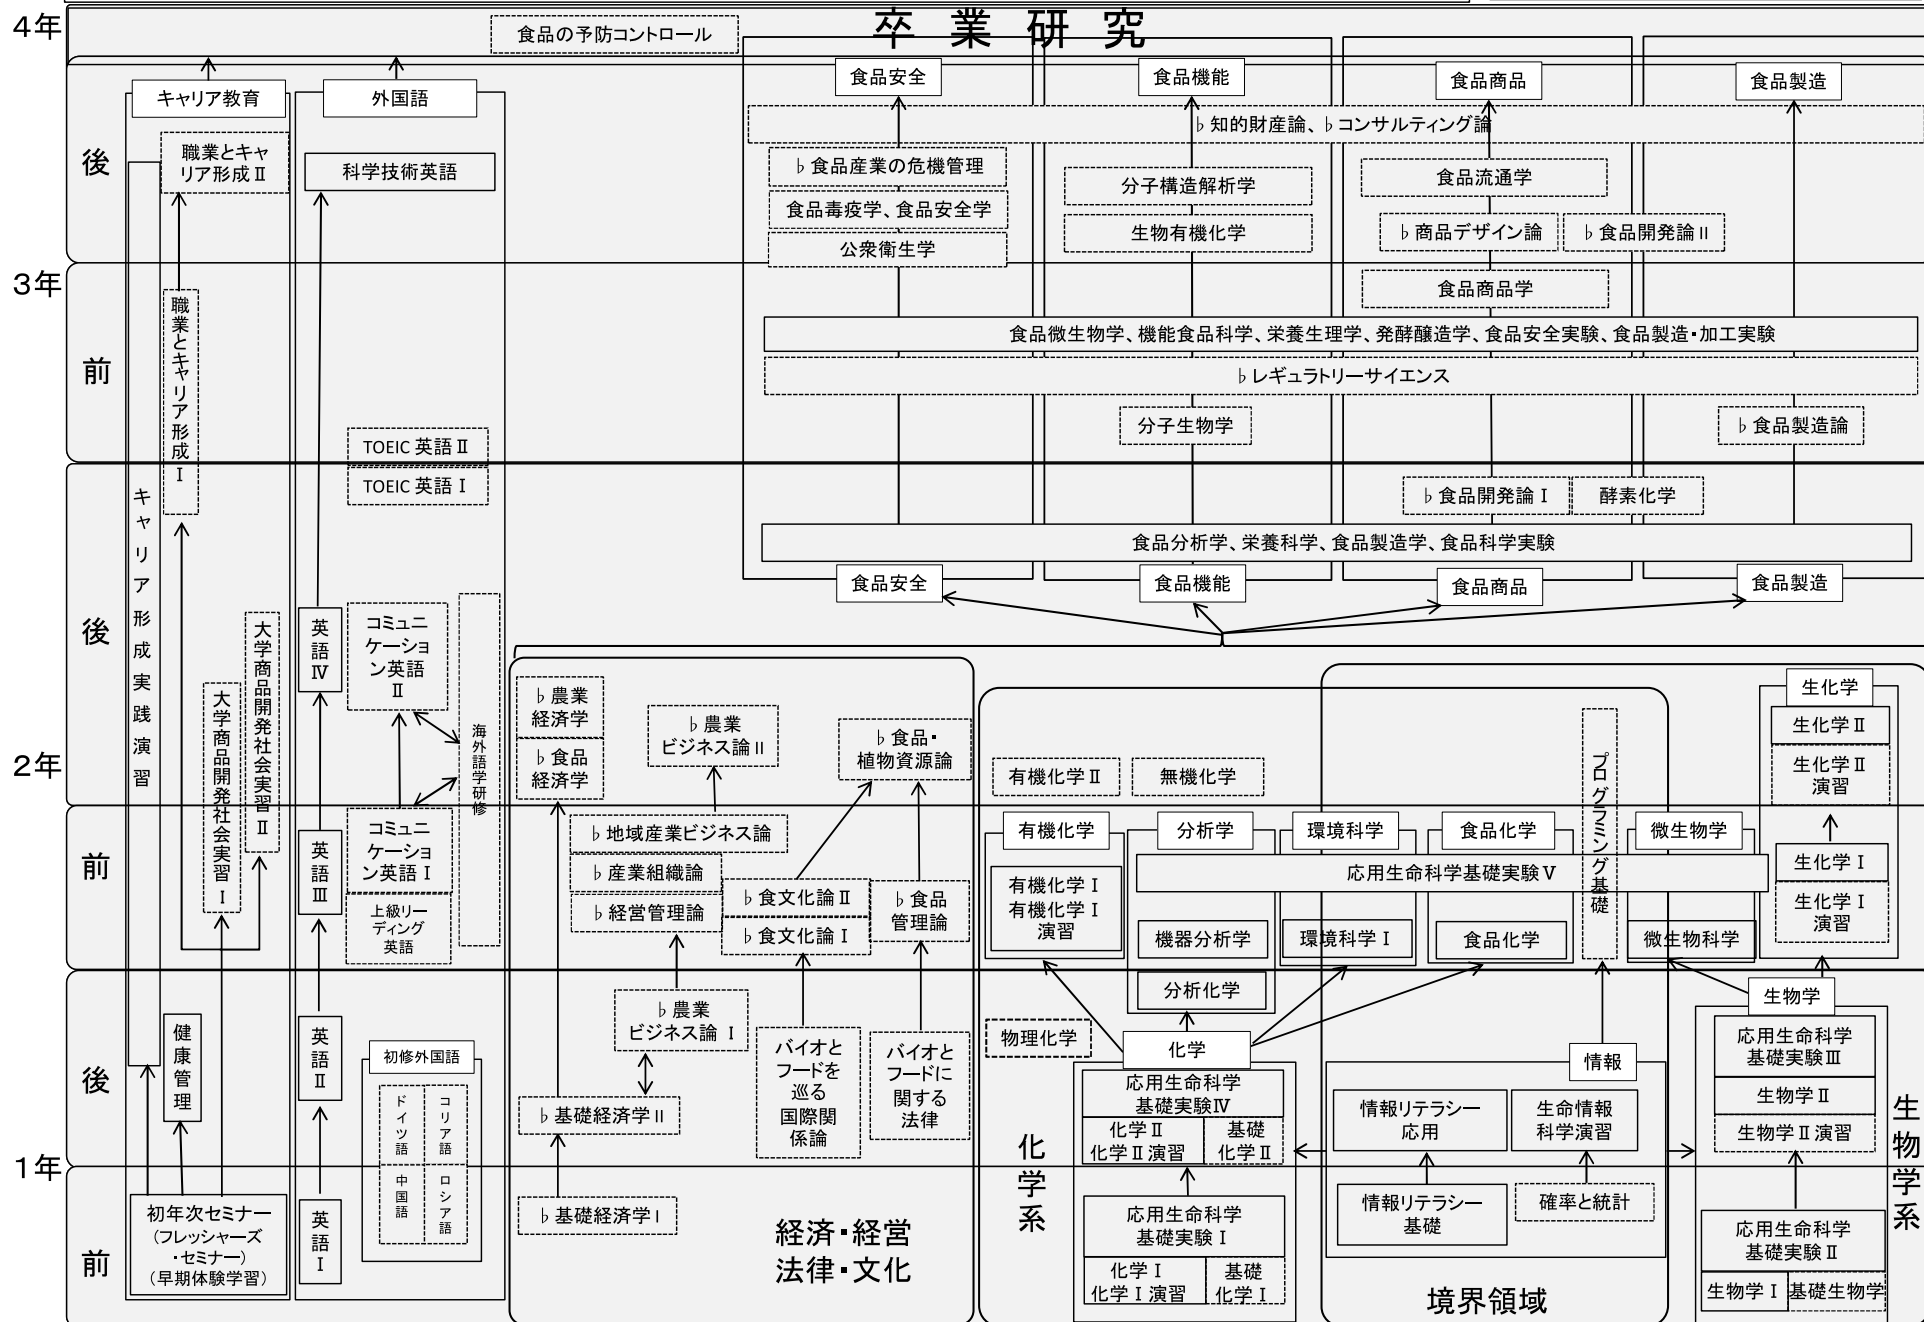 4年
卒業研究
食品の予防コントロール
後
キャリア教育
外国語
食品安全
食品機能
食品商品
食品製造
♭知的財産論、♭コンサルティング論
職業とキャ
リア形成Ⅱ
科学技術英語
♭食品産業の危機管理
食品毒疫学、食品安全学
公衆衛生学
分子構造解析学
生物有機化学
食品流通学
♭商品デザイン論
♭食品開発論Ⅱ
3年
前
職業とキャリア形成Ⅰ
食品商品学
食品微生物学、機能食品科学、栄養生理学、発酵醸造学、食品安全実験、食品製造・加工実験
♭レギュラトリーサイエンス
分子生物学
♭食品製造論
TOEIC 英語Ⅱ
TOEIC 英語Ⅰ
キャリア形成実践演習
♭食品開発論Ⅰ
酵素化学
食品分析学、栄養科学、食品製造学、食品科学実験
食品安全
食品機能
食品商品
食品製造
後
大学商品開発社会実習Ⅰ
大学商品開発社会実習Ⅱ
英語Ⅳ
コミュニ
ケーショ
ン英語
Ⅱ
海外語学研修
♭農業
経済学
♭食品
経済学
♭農業
ビジネス論Ⅱ
♭食品・
植物資源論
有機化学Ⅱ
無機化学
プログラミング基礎
生化学
生化学Ⅱ
生化学Ⅱ
演習
2年
前
英語Ⅲ
コミュニ
ケーショ
ン英語Ⅰ
上級リー
ディング
英語
♭地域産業ビジネス論
♭産業組織論
♭経営管理論
♭食文化論Ⅱ
♭食文化論Ⅰ
♭食品
管理論
有機化学
有機化学Ⅰ
有機化学Ⅰ
演習
分析学
環境科学
食品化学
微生物学
応用生命科学基礎実験Ⅴ
機器分析学
環境科学Ⅰ
食品化学
微生物科学
生化学Ⅰ
生化学Ⅰ
演習
後
健康管理
英語Ⅱ
初修外国語
ドイツ語
コリア語
中国語
ロシア語
♭農業
ビジネス論Ⅰ
♭基礎経済学Ⅱ
バイオと
フードを
巡る
国際関
係論
バイオと
フードに
関する
法律
分析化学
物理化学
化学
応用生命科学
基礎実験Ⅳ
化学Ⅱ
化学Ⅱ演習
基礎
化学Ⅱ
化学系
情報
情報リテラシー
応用
生命情報
科学演習
生物学
応用生命科学
基礎実験Ⅲ
生物学Ⅱ
生物学Ⅱ演習
生物学系
1年
前
初年次セミナー
(フレッシャーズ
・セミナー)
(早期体験学習)
英語Ⅰ
♭基礎経済学Ⅰ
経済・経営
法律・文化
応用生命科学
基礎実験Ⅰ
化学Ⅰ
化学Ⅰ演習
基礎
化学Ⅰ
情報リテラシー
基礎
確率と統計
境界領域
応用生命科学
基礎実験Ⅱ
生物学Ⅰ
基礎生物学